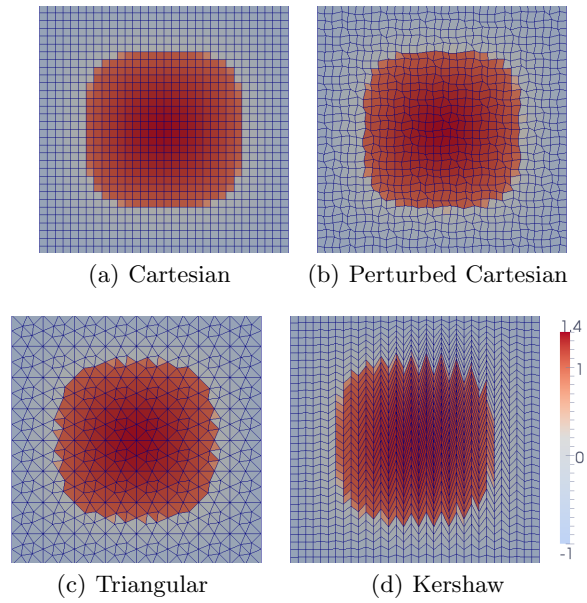 (a) Cartesian
(b) Perturbed Cartesian
1.4
1
0
-1
(c) Triangular
(d) Kershaw